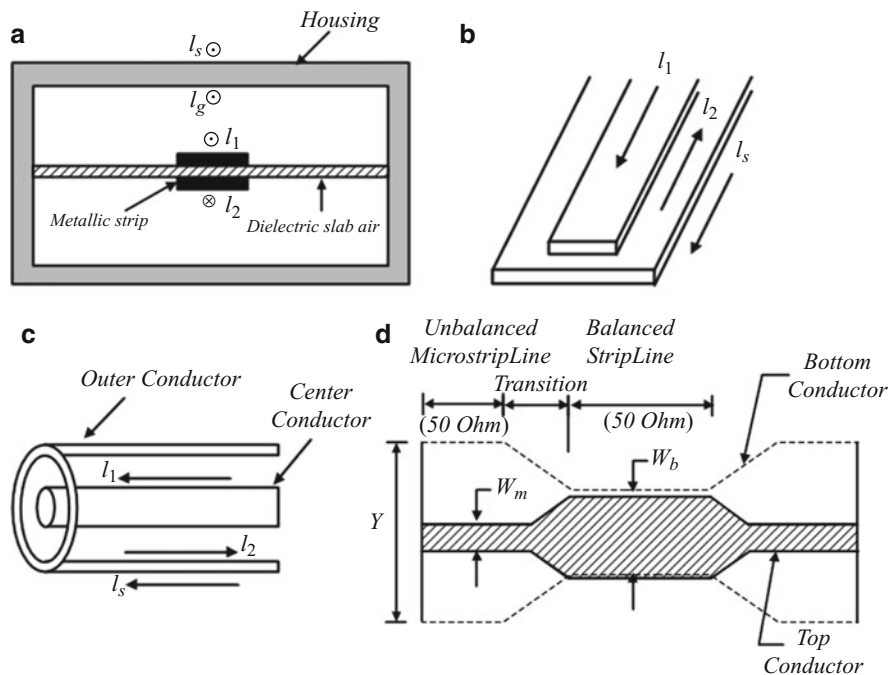 a
Housing
l_s
l_g
l_1
l_2
Metallic strip
Dielectric slab air
b
l_1
l_2
l_s
c
Outer Conductor
Center
Conductor
l_1
l_2
l_s
d
Unbalanced
MicrostripLine
Balanced
StripLine
Transition
(50 Ohm)
(50 Ohm)
Bottom
Conductor
W_m
W_b
Y
Top
Conductor